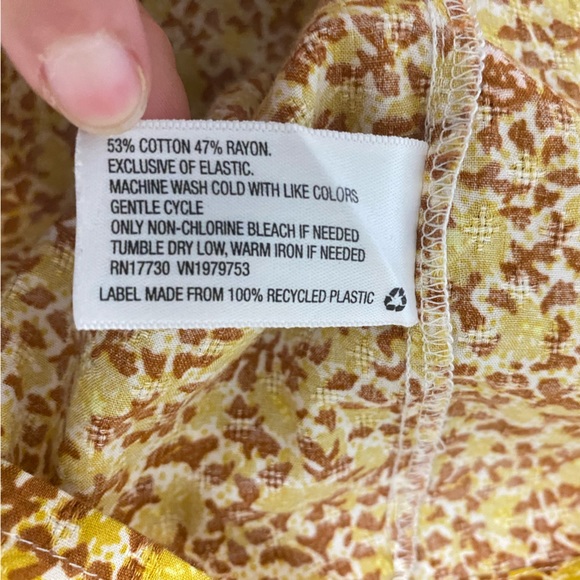 53% COTTON 47% RAYON.
EXCLUSIVE OF ELASTIC.
MACHINE WASH COLD WITH LIKE COLORS
GENTLE CYCLE
ONLY NON-CHLORINE BLEACH IF NEEDED
TUMBLE DRY LOW, WARM IRON IF NEEDED
RN17730 VN1979753
LABEL MADE FROM 100% RECYCLED PLASTIC